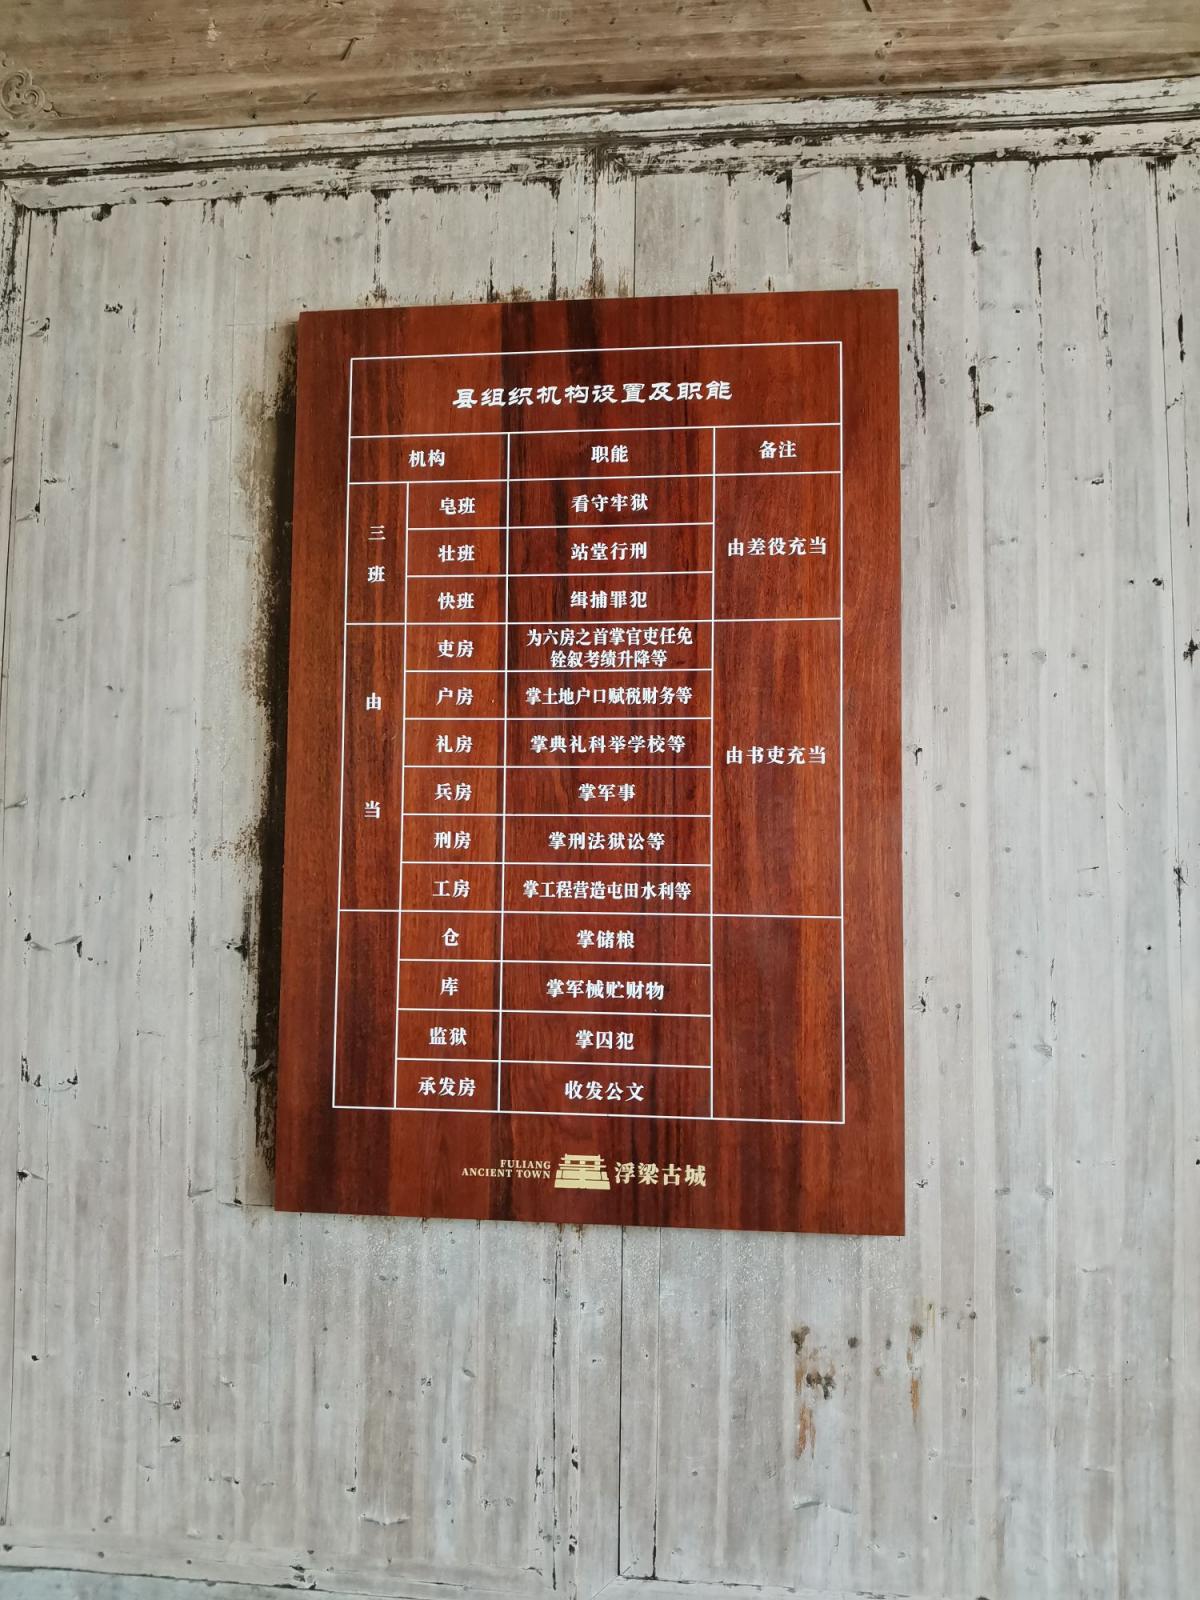 县组织机构设置及职能
机构 职能 备注
三班
皂班 看守牢狱
壮班 站堂行刑
快班 缉捕罪犯
由差役充当
由当
吏房 为六房之首掌官吏任免
铨叙考绩升降等
户房 掌土地户口赋税财务等
礼房 掌典礼科举学校等
兵房 掌军事
刑房 掌刑法狱讼等
工房 掌工程营造屯田水利等
由书吏充当
仓 掌储粮
库 掌军械贮财物
监狱 掌囚犯
承发房 收发公文
FULIANG
ANCIENT TOWN
浮梁古城